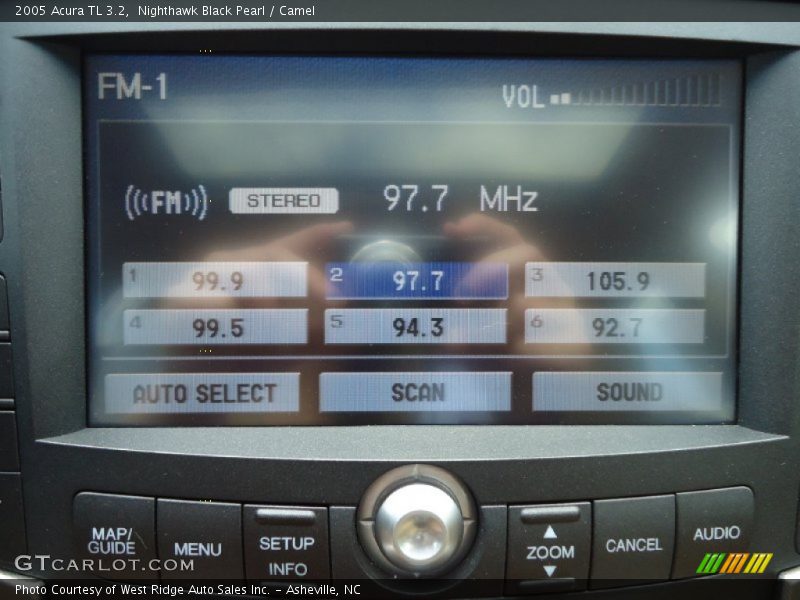 2005 Acura TL 3.2, Nighthawk Black Pearl / Camel
FM-1
VOL
((FM)) STEREO 97.7 MHz
1 99.9 2 97.7 3 105.9
4 99.5 5 94.3 6 92.7
AUTO SELECT SCAN SOUND
MAP/
GUIDE
MENU
SETUP
INFO
ZOOM
CANCEL
AUDIO
GTCarlot.com
Photo Courtesy of West Ridge Auto Sales Inc. - Asheville, NC